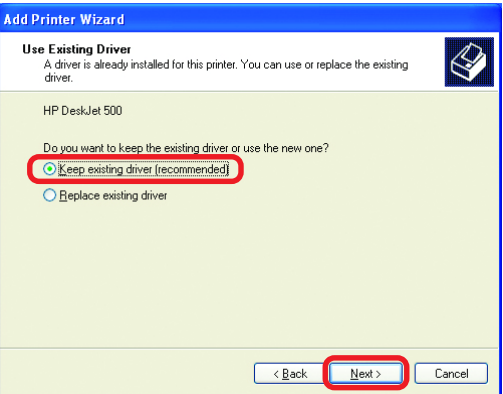 Add Printer Wizard
Use Existing Driver
A driver is already installed for this printer. You can use or replace the existing
driver.
HP DeskJet 500
Do you want to keep the existing driver or use the new one?
Keep existing driver (recommended)
Replace existing driver
< Back Next > Cancel